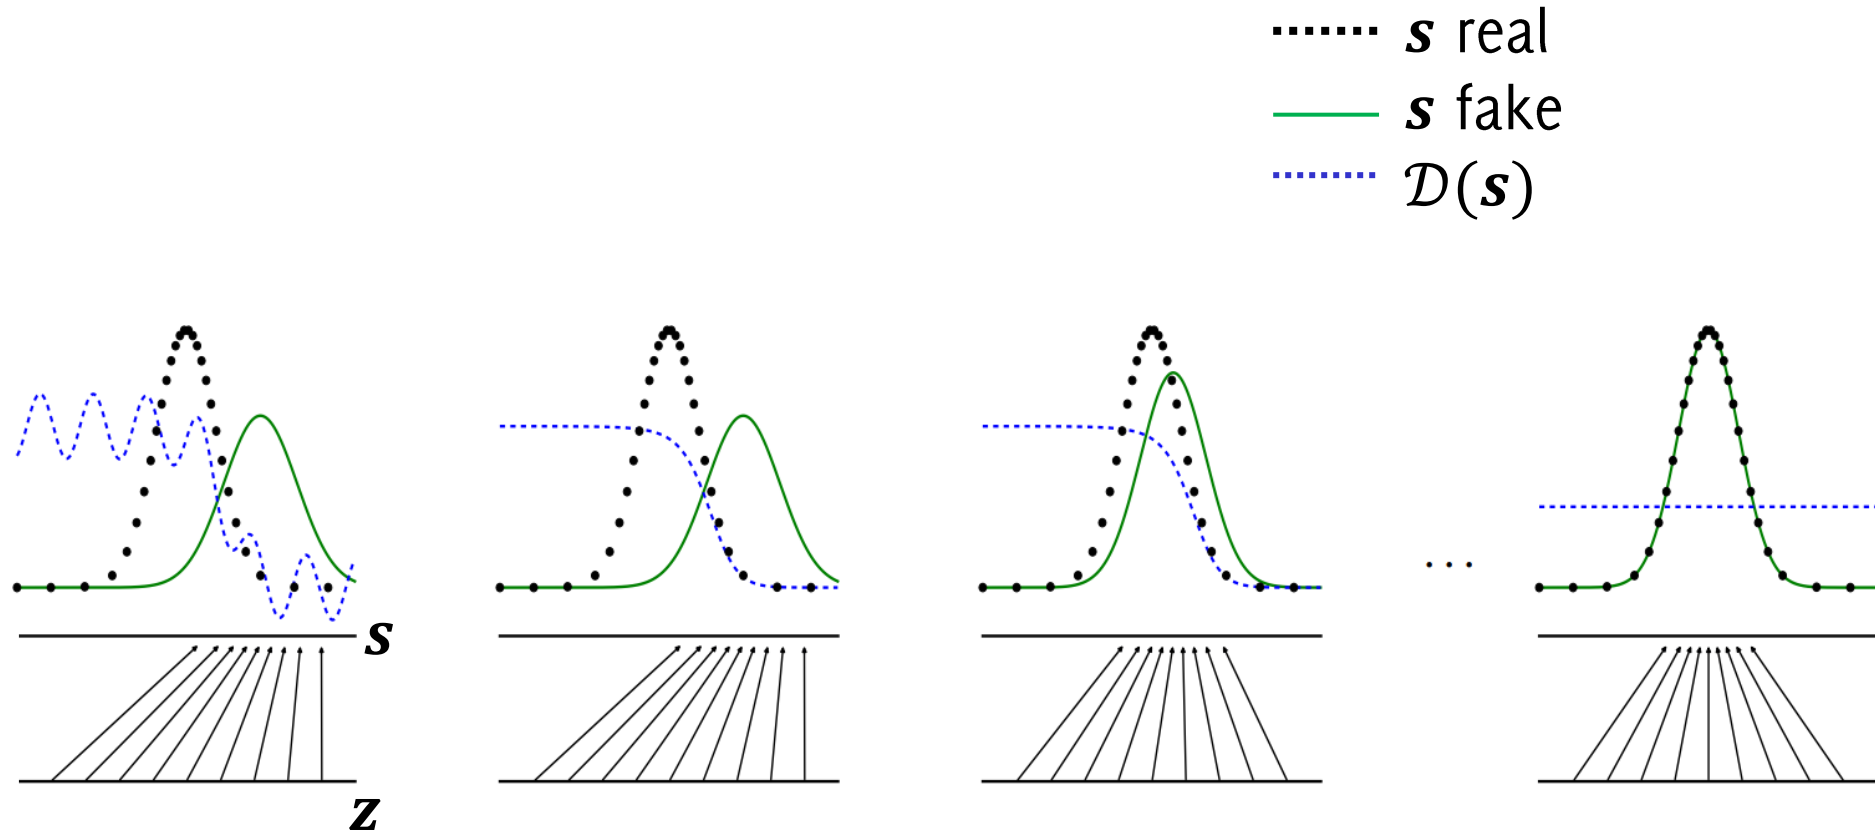 s real
s fake
𝒟(s)
. . .
s
z